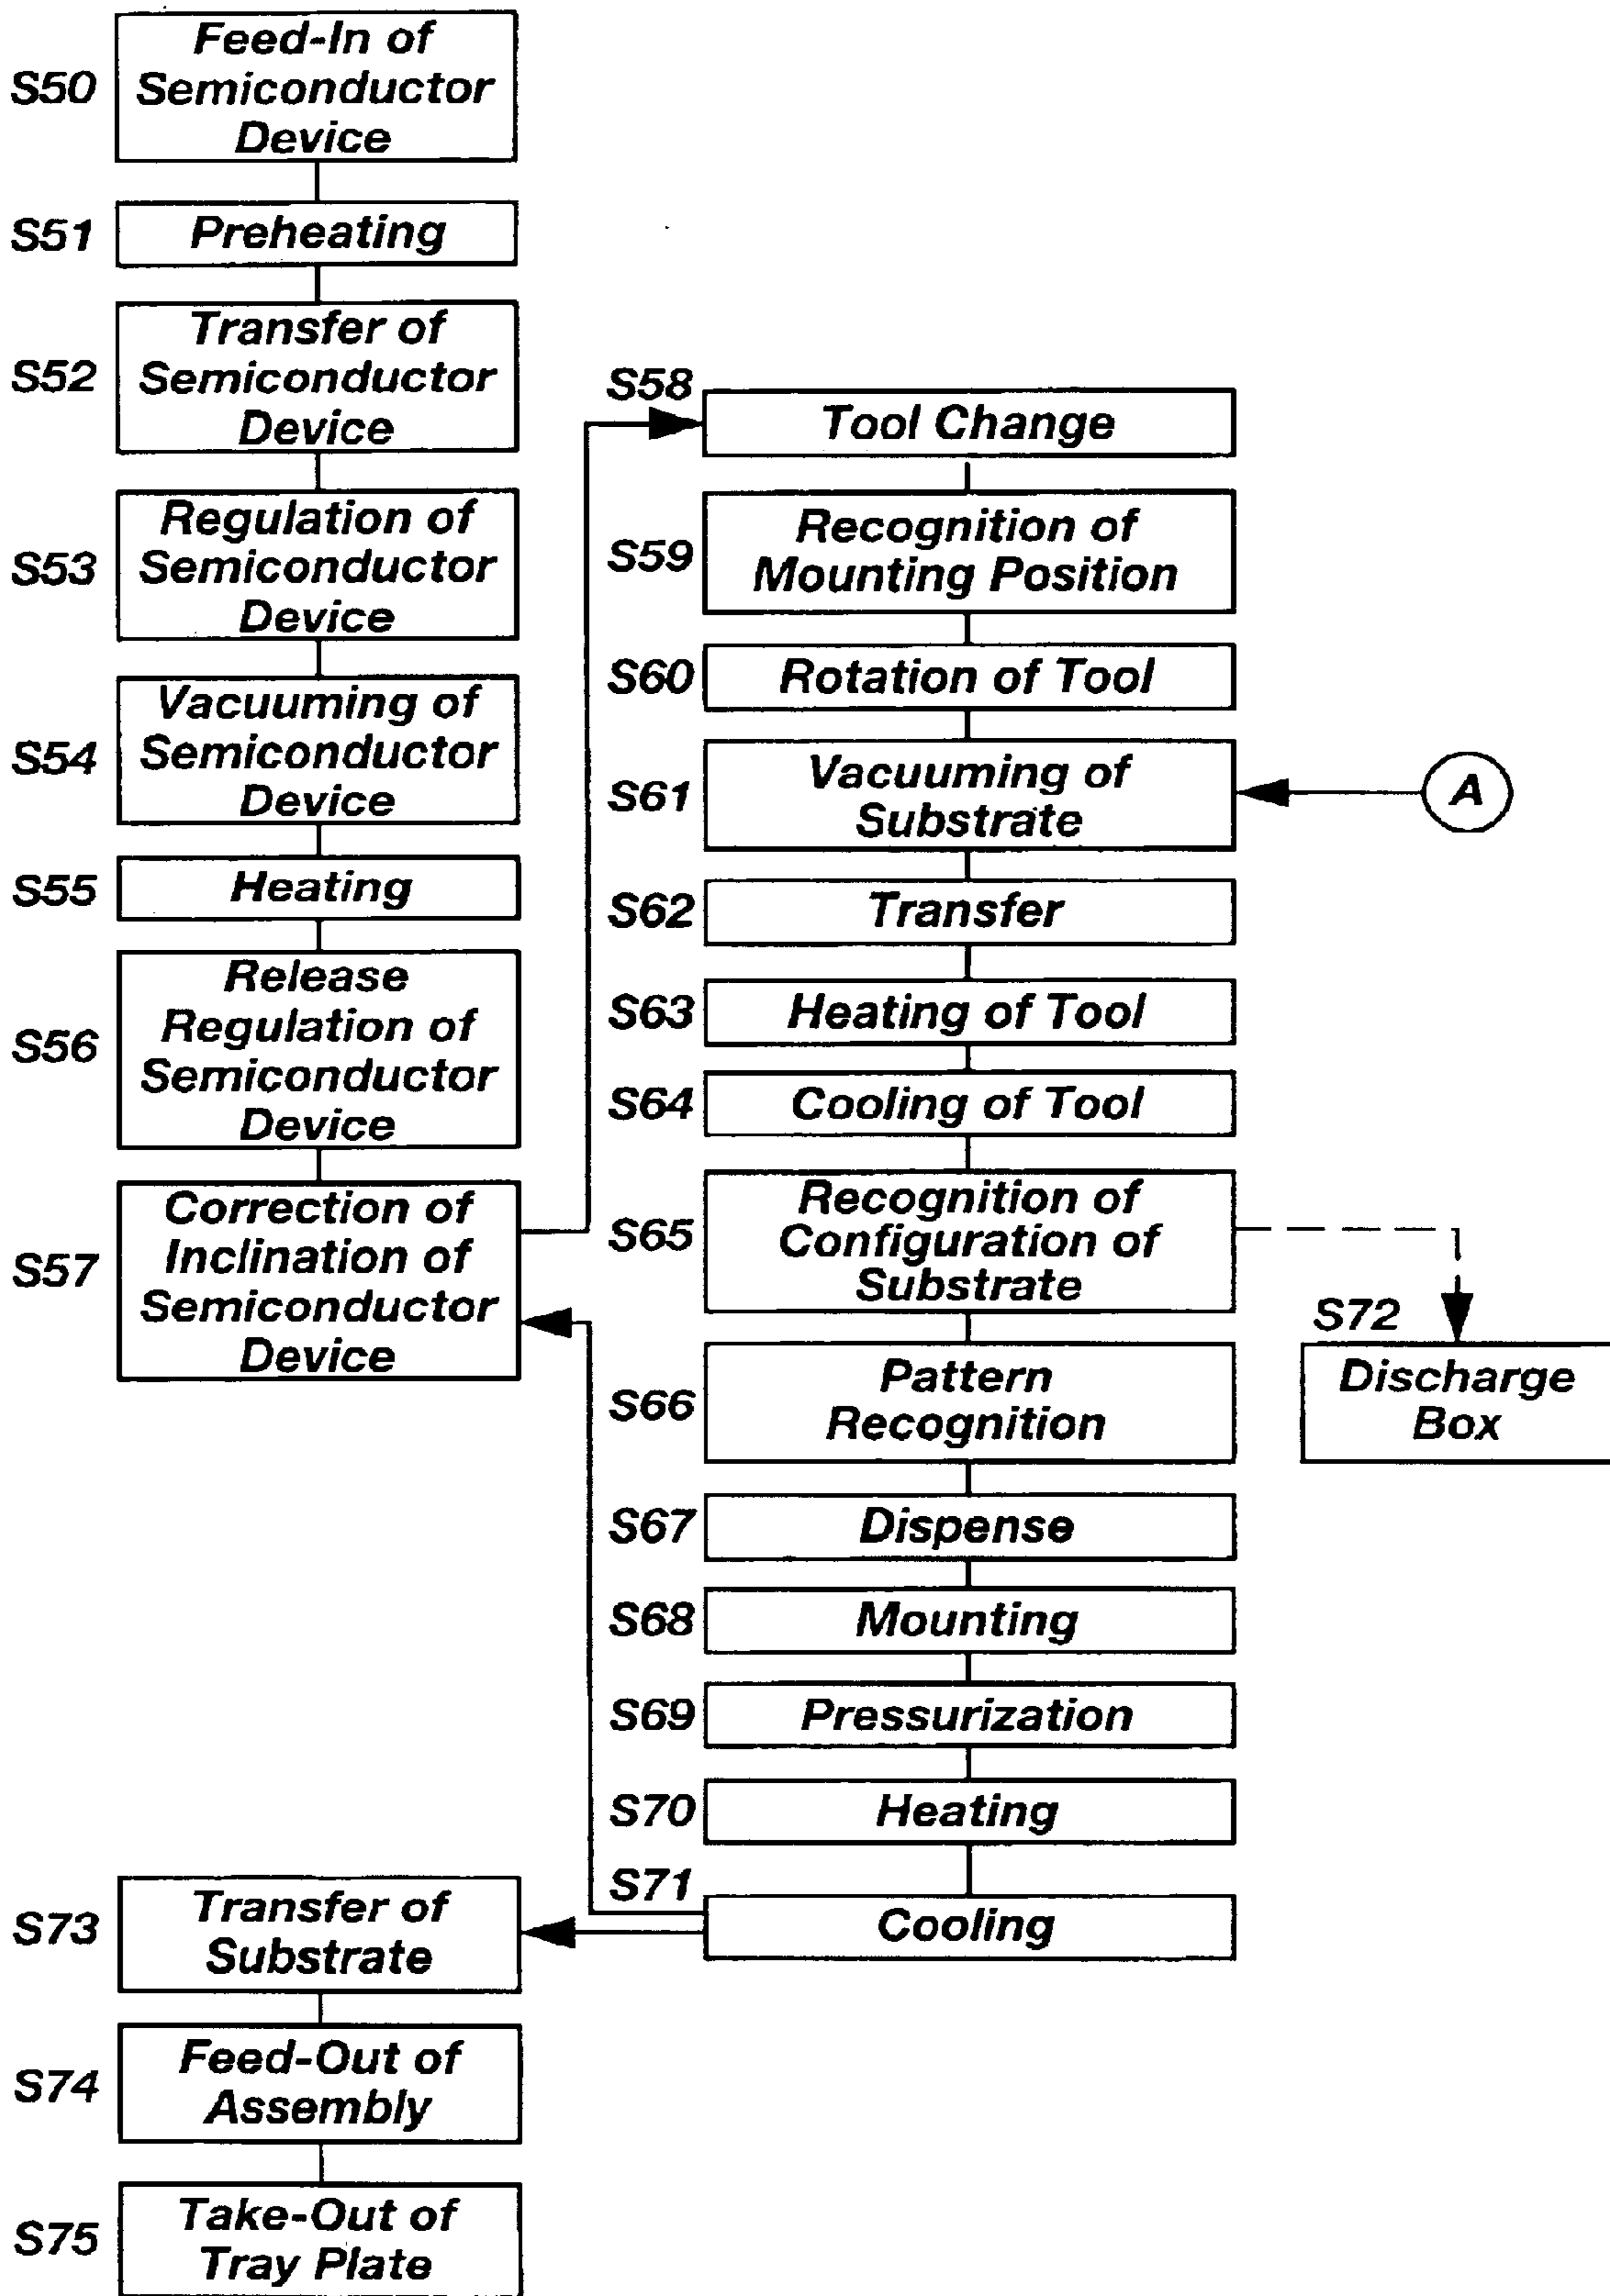 S50
Feed-In of
Semiconductor
Device
S51
Preheating
S52
Transfer of
Semiconductor
Device
S53
Regulation of
Semiconductor
Device
S54
Vacuuming of
Semiconductor
Device
S55
Heating
S56
Release
Regulation of
Semiconductor
Device
S57
Correction of
Inclination of
Semiconductor
Device
S58
Tool Change
S59
Recognition of
Mounting Position
S60
Rotation of Tool
S61
Vacuuming of
Substrate
A
S62
Transfer
S63
Heating of Tool
S64
Cooling of Tool
S65
Recognition of
Configuration of
Substrate
S66
Pattern
Recognition
S67
Dispense
S68
Mounting
S69
Pressurization
S70
Heating
S71
Cooling
S72
Discharge
Box
S73
Transfer of
Substrate
S74
Feed-Out of
Assembly
S75
Take-Out of
Tray Plate